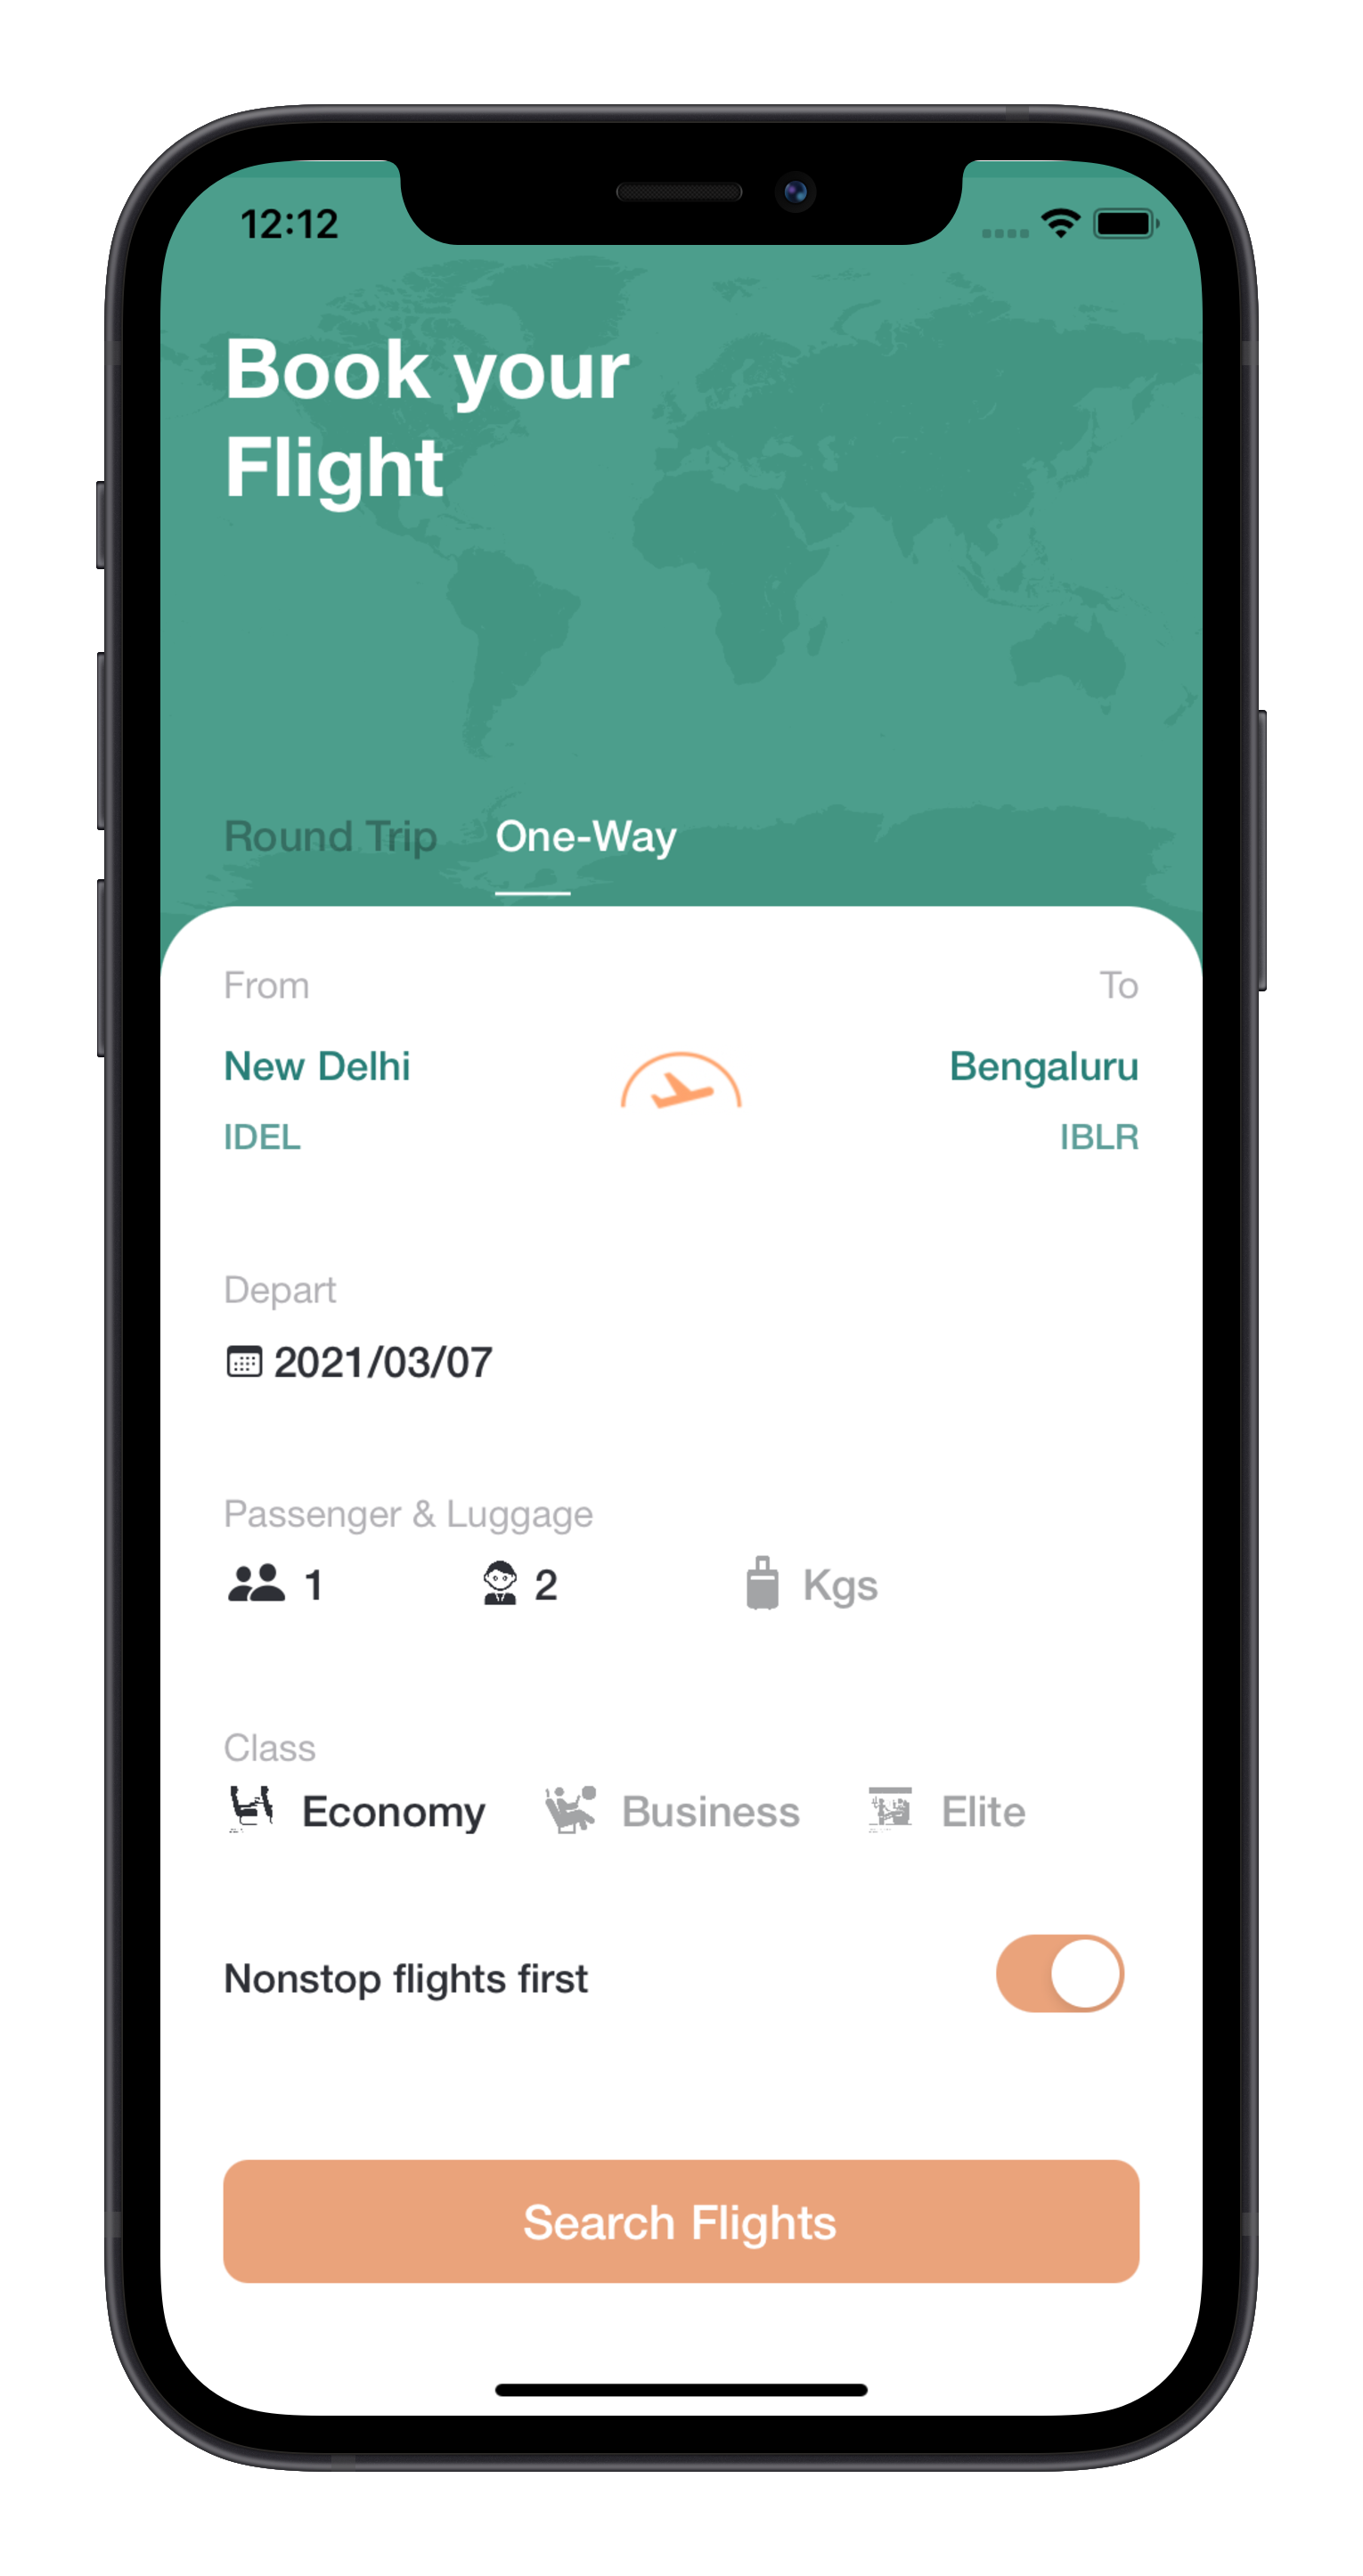 12:12
Book your
Flight
Round Trip One-Way
From To
New Delhi Bengaluru
IDEL IBLR
Depart
2021/03/07
Passenger & Luggage
1 2 Kgs
Class
Economy Business Elite
Nonstop flights first
Search Flights